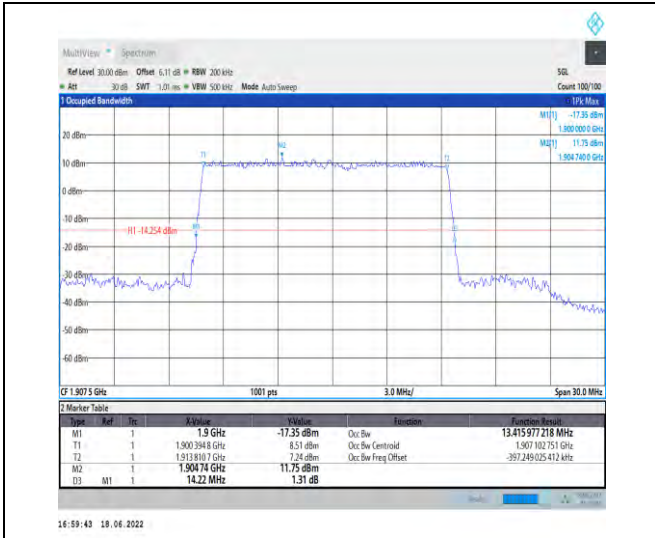 MultiView Spectrum
Ref Level 30.00 dBm Offset 6.11 dB RBW 200 kHz SGL
Att 30 dB SWT 1.01 ms VBW 500 kHz Mode Auto Sweep Count 100/100
1 Occupied Bandwidth 1Pk Max
M1[1] -17.35 dBm
1.900 000 0 GHz
M2[1] 11.75 dBm
1.904 740 0 GHz
20 dBm
M2
T1 T2
10 dBm
0 dBm
-10 dBm
H1 -14.254 dBm
-20 dBm
-30 dBm
-40 dBm
-50 dBm
-60 dBm
CF 1.907 5 GHz 1001 pts 3.0 MHz/ Span 30.0 MHz
2 Marker Table
Type Ref Trc X-Value Y-Value Function Function Result
M1 1 1.9 GHz -17.35 dBm Occ Bw 13.415 977 218 MHz
T1 1 1.900 394 8 GHz 8.51 dBm Occ Bw Centroid 1.907 102 751 GHz
T2 1 1.913 810 7 GHz 7.24 dBm Occ Bw Freq Offset -397.249 025 412 kHz
M2 1 1.904 74 GHz 11.75 dBm
D3 M1 1 14.22 MHz 1.31 dB
16:59:43 18.06.2022